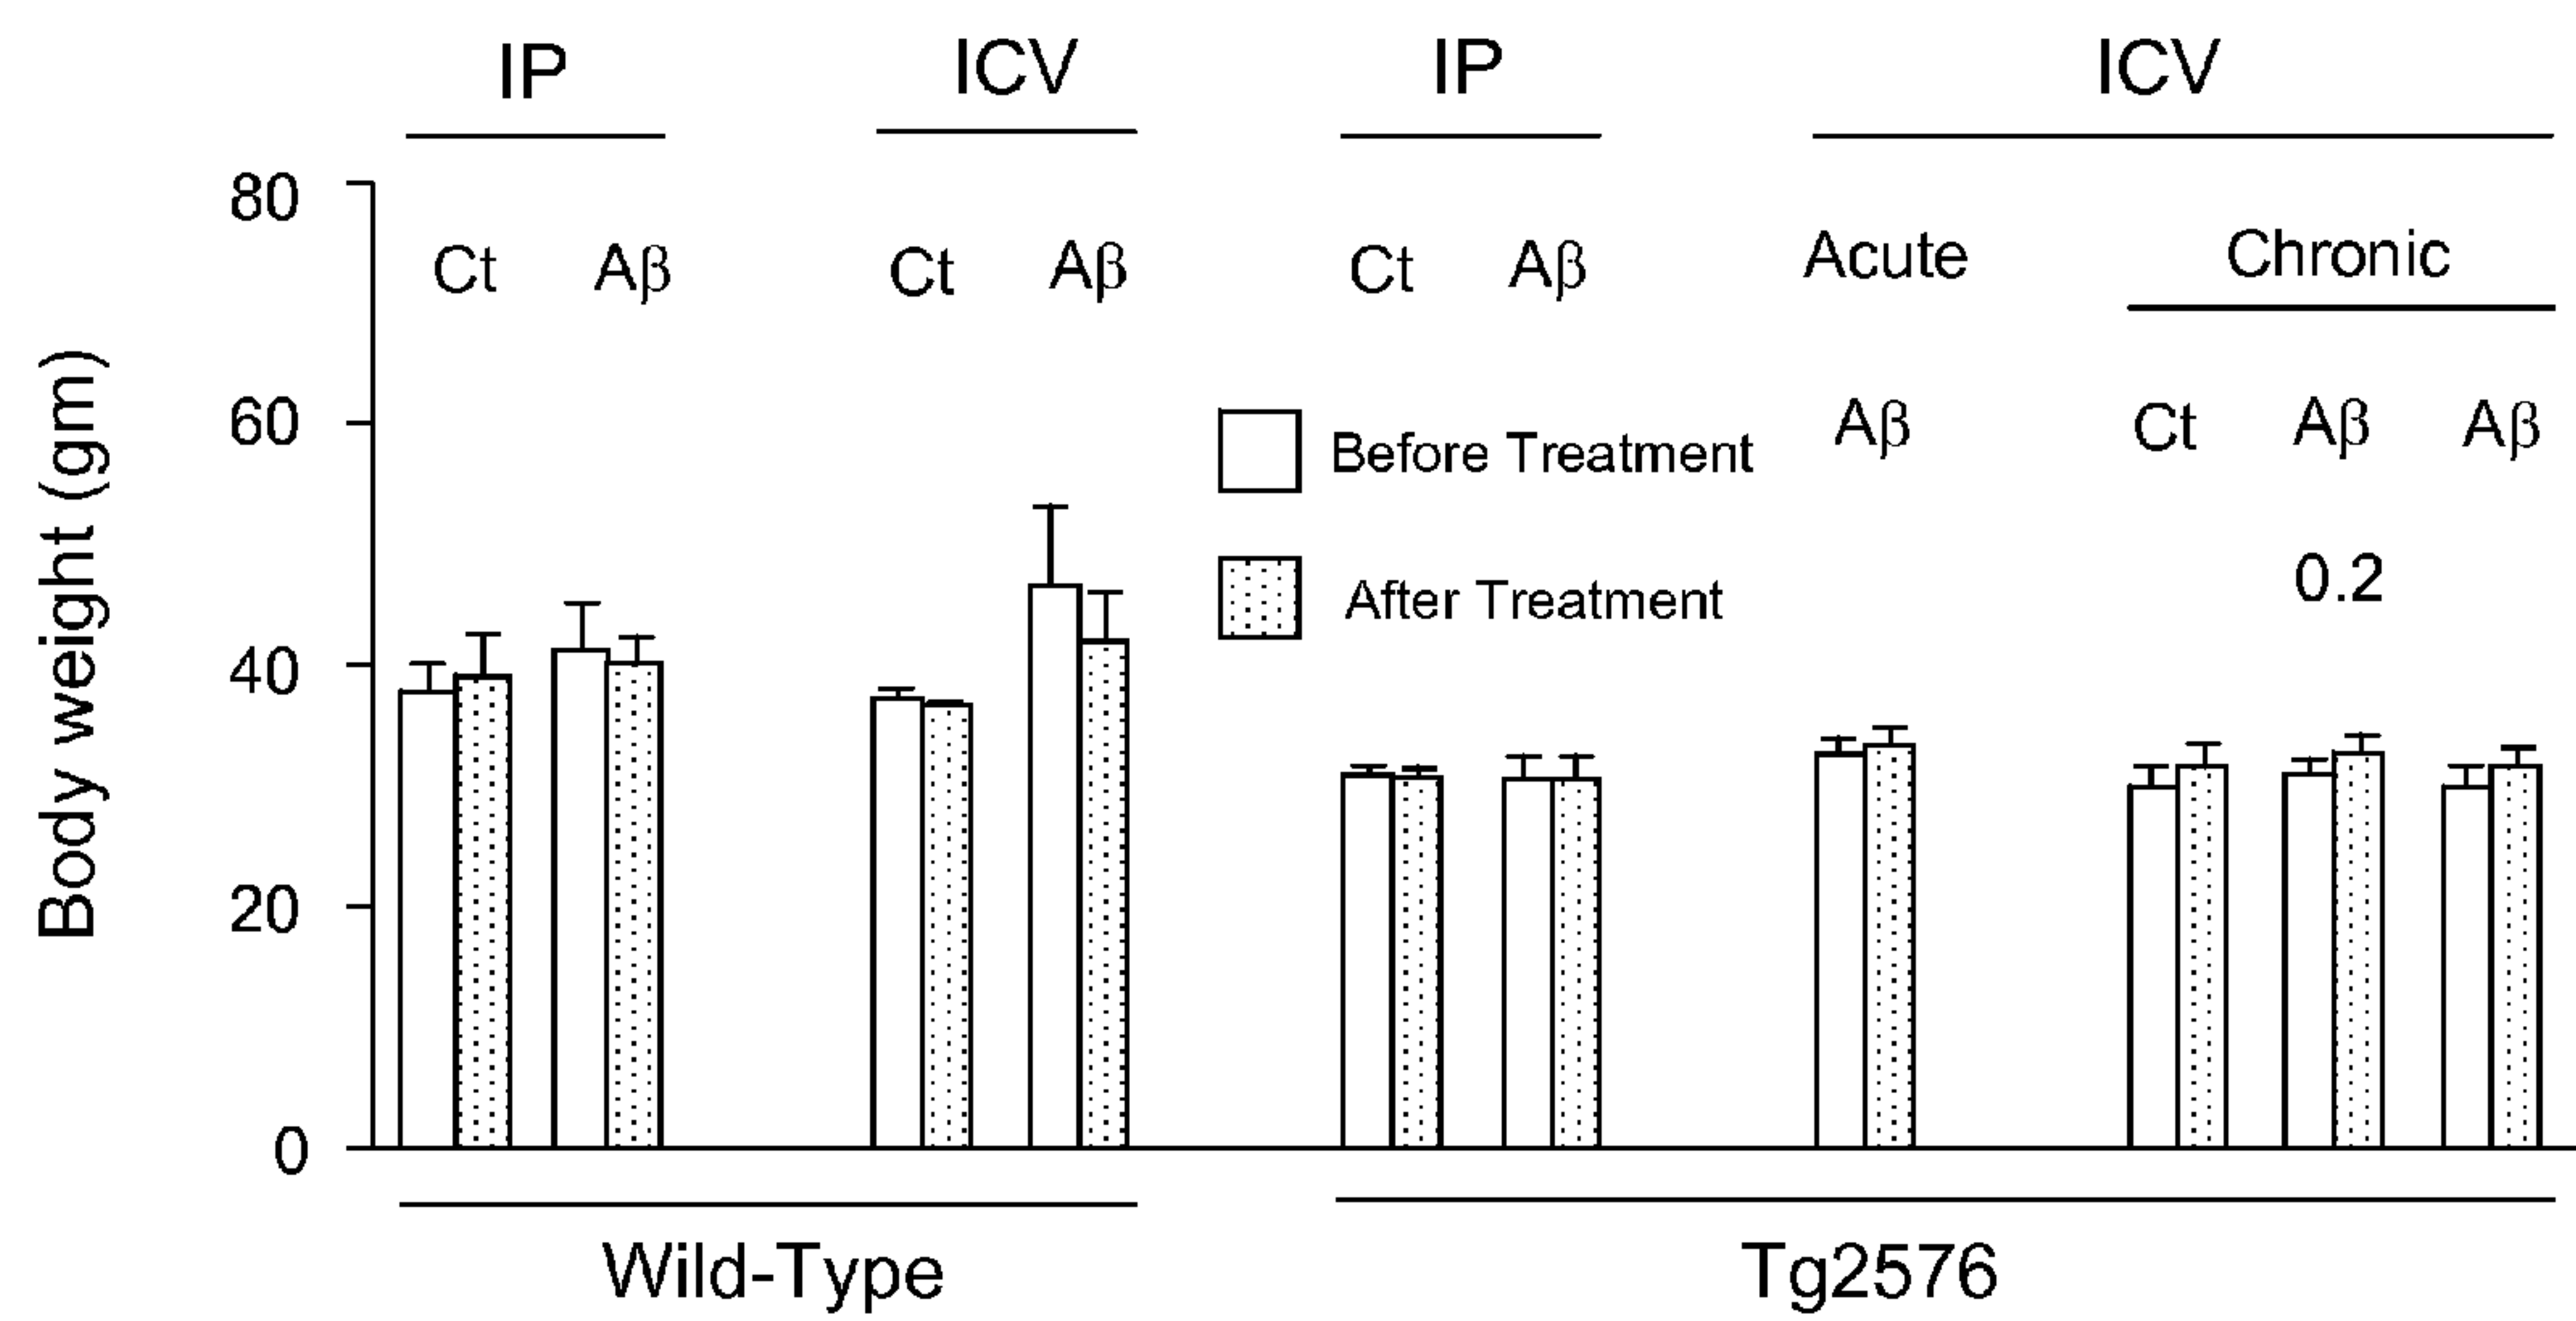 IP ICV IP ICV
80
Ct Aβ Ct Aβ Ct Aβ Acute Chronic
60
Before Treatment Aβ Ct Aβ Aβ
After Treatment 0.2
40
20
0
Body weight (gm)
Wild-Type Tg2576